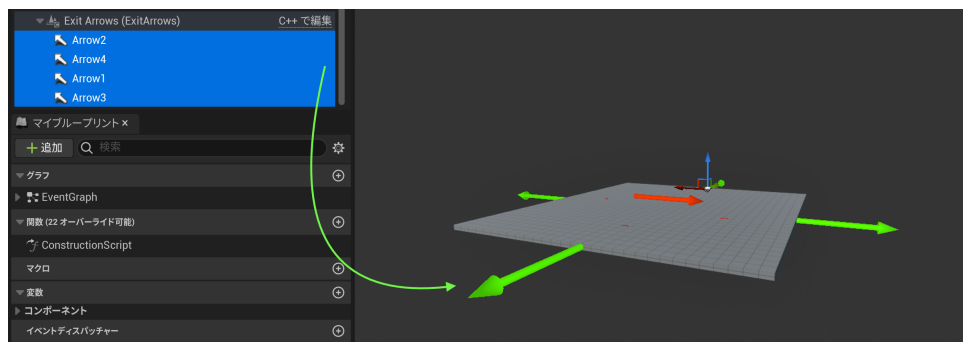 Exit Arrows (ExitArrows) C++ で編集
Arrow2
Arrow4
Arrow1
Arrow3
マイブループリント ×
+ 追加 検索
グラフ
EventGraph
関数 (22 オーバーライド可能)
ConstructionScript
マクロ
変数
コンポーネント
イベントディスパッチャー